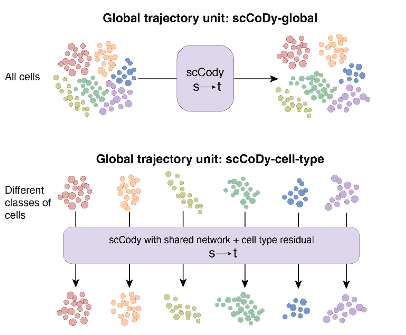 Global trajectory unit: scCoDy-global
All cells
scCody
s→t
Global trajectory unit: scCoDy-cell-type
Different
classes of
cells
scCody with shared network + cell type residual
s→t